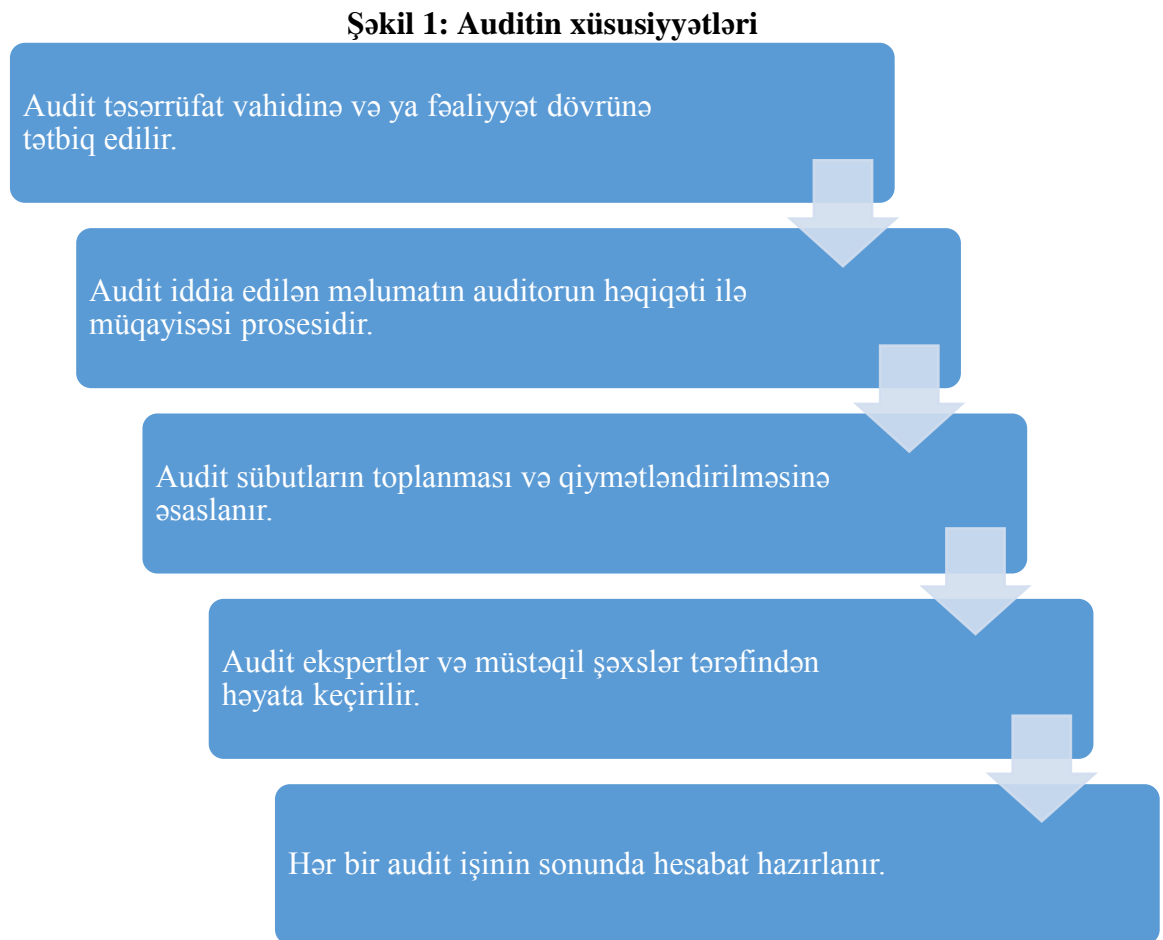 Şəkil 1: Auditin xüsusiyyətləri
Audit təsərrüfat vahidinə və ya fəaliyyət dövrünə
tətbiq edilir.
Audit iddia edilən məlumatın auditorun həqiqəti ilə
müqayisəsi prosesidir.
Audit sübutların toplanması və qiymətləndirilməsinə
əsaslanır.
Audit ekspertlər və müstəqil şəxslər tərəfindən
həyata keçirilir.
Hər bir audit işinin sonunda hesabat hazırlanır.